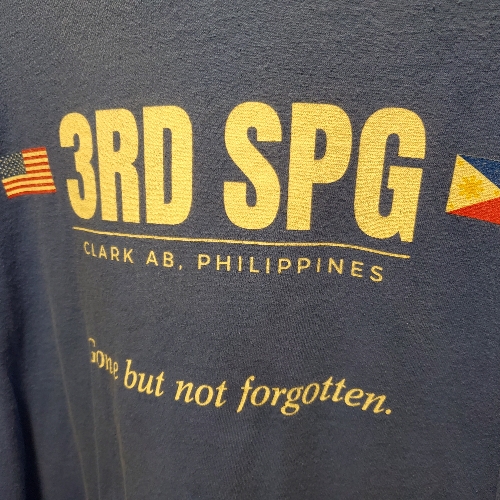 3RD SPG
CLARK AB, PHILIPPINES
Gone but not forgotten.